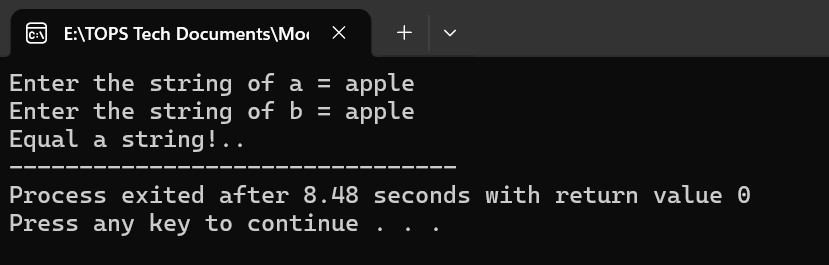 E:\TOPS Tech Documents\Mo
Enter the string of a = apple
Enter the string of b = apple
Equal a string!..
--------------------------------
Process exited after 8.48 seconds with return value 0
Press any key to continue . . .